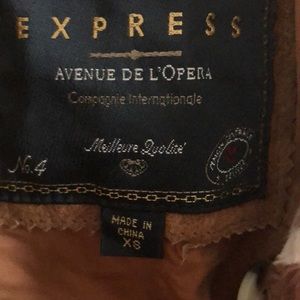 EXPRESS
AVENUE DE L'OPERA
Compagnie Internationale
Meilleure Qualité
No. 4
MADE IN
CHINA
XS